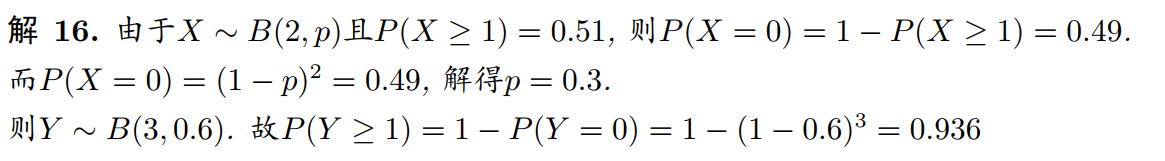 解 16. 由于X ∼ B(2, p)且P(X ≥ 1) = 0.51, 则P(X = 0) = 1 − P(X ≥ 1) = 0.49.
而P(X = 0) = (1 − p)² = 0.49, 解得p = 0.3.
则Y ∼ B(3, 0.6). 故P(Y ≥ 1) = 1 − P(Y = 0) = 1 − (1 − 0.6)³ = 0.936